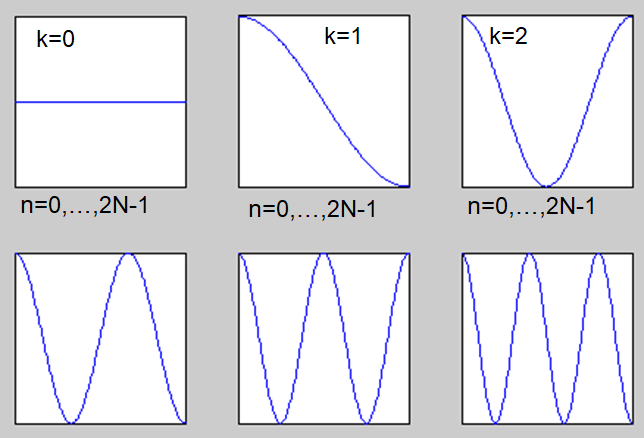 k=0
k=1
k=2
n=0,…,2N-1
n=0,…,2N-1
n=0,…,2N-1